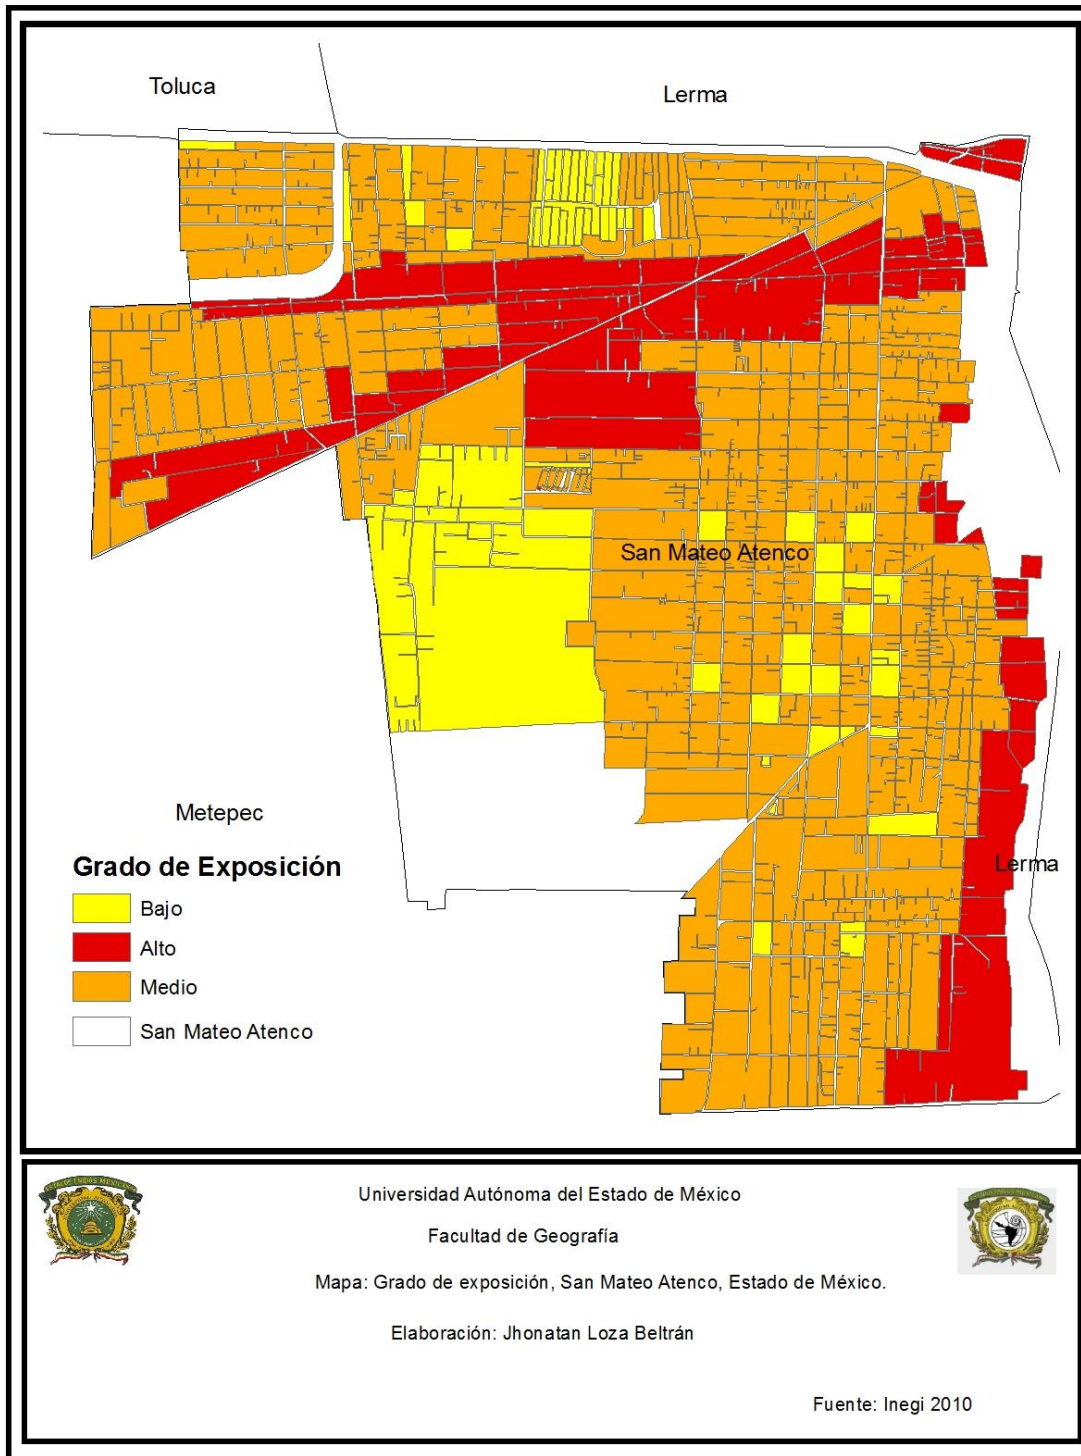 Toluca
Lerma
San Mateo Atenco
Metepec
Lerma
Grado de Exposición
Bajo
Alto
Medio
San Mateo Atenco
Universidad Autónoma del Estado de México
Facultad de Geografía
Mapa: Grado de exposición, San Mateo Atenco, Estado de México.
Elaboración: Jhonatan Loza Beltrán
Fuente: Inegi 2010